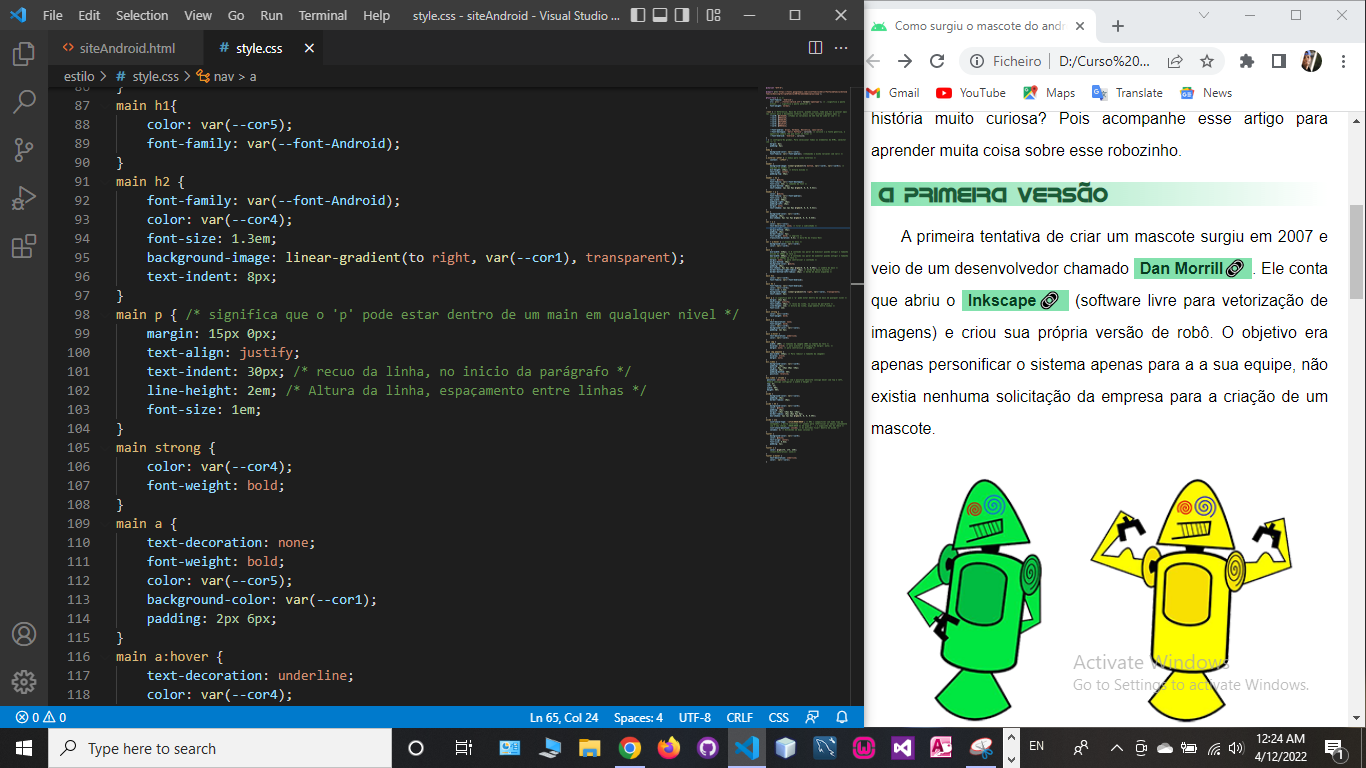 File Edit Selection View Go Run Terminal Help style.css - siteAndroid - Visual Studio ...
siteAndroid.html
# style.css
estilo > # style.css > nav > a
86 }
87 main h1{
88 color: var(--cor5);
89 font-family: var(--font-Android);
90 }
91 main h2 {
92 font-family: var(--font-Android);
93 color: var(--cor4);
94 font-size: 1.3em;
95 background-image: linear-gradient(to right, var(--cor1), transparent);
96 text-indent: 8px;
97 }
98 main p { /* significa que o 'p' pode estar dentro de um main em qualquer nivel */
99 margin: 15px 0px;
100 text-align: justify;
101 text-indent: 30px; /* recuo da linha, no inicio da parágrafo */
102 line-height: 2em; /* Altura da linha, espaçamento entre linhas */
103 font-size: 1em;
104 }
105 main strong {
106 color: var(--cor4);
107 font-weight: bold;
108 }
109 main a {
110 text-decoration: none;
111 font-weight: bold;
112 color: var(--cor5);
113 background-color: var(--cor1);
114 padding: 2px 6px;
115 }
116 main a:hover {
117 text-decoration: underline;
118 color: var(--cor4);
0 0
Ln 65, Col 24 Spaces: 4 UTF-8 CRLF CSS
Como surgiu o mascote do andr
Ficheiro | D:/Curso%20...
Gmail YouTube Maps Translate News
história muito curiosa? Pois acompanhe esse artigo para
aprender muita coisa sobre esse robozinho.
A PRIMEIRA VERSÃO
A primeira tentativa de criar um mascote surgiu em 2007 e
veio de um desenvolvedor chamado Dan Morrill . Ele conta
que abriu o Inkscape (software livre para vetorização de
imagens) e criou sua própria versão de robô. O objetivo era
apenas personificar o sistema apenas para a a sua equipe, não
existia nenhuma solicitação da empresa para a criação de um
mascote.
Activate Windows
Go to Settings to activate Windows.
Type here to search
EN
12:24 AM
4/12/2022
1